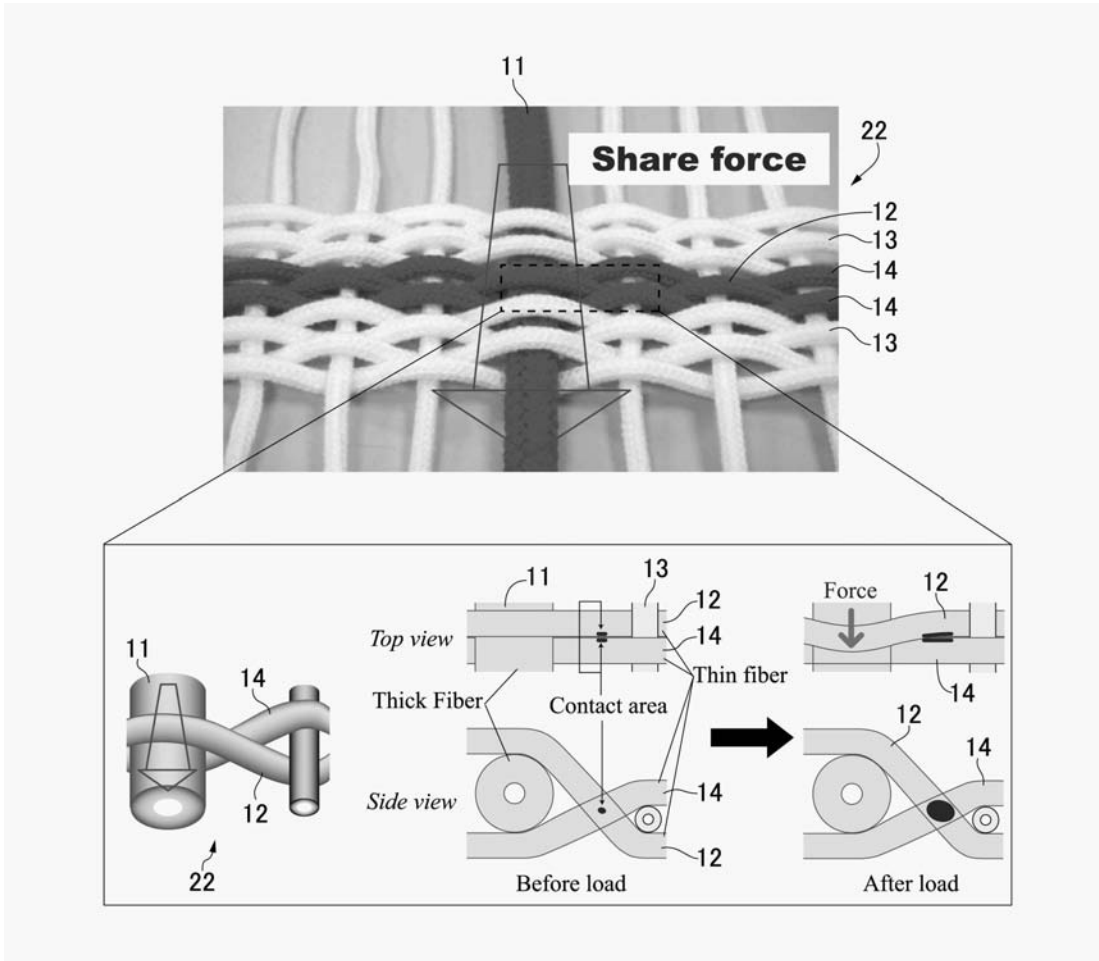 11
Share force
22
12
13
14
14
13
11
14
12
22
11
13
12
14
Top view
Thick Fiber
Contact area
Thin fiber
Side view
14
12
Before load
Force
12
14
12
14
After load